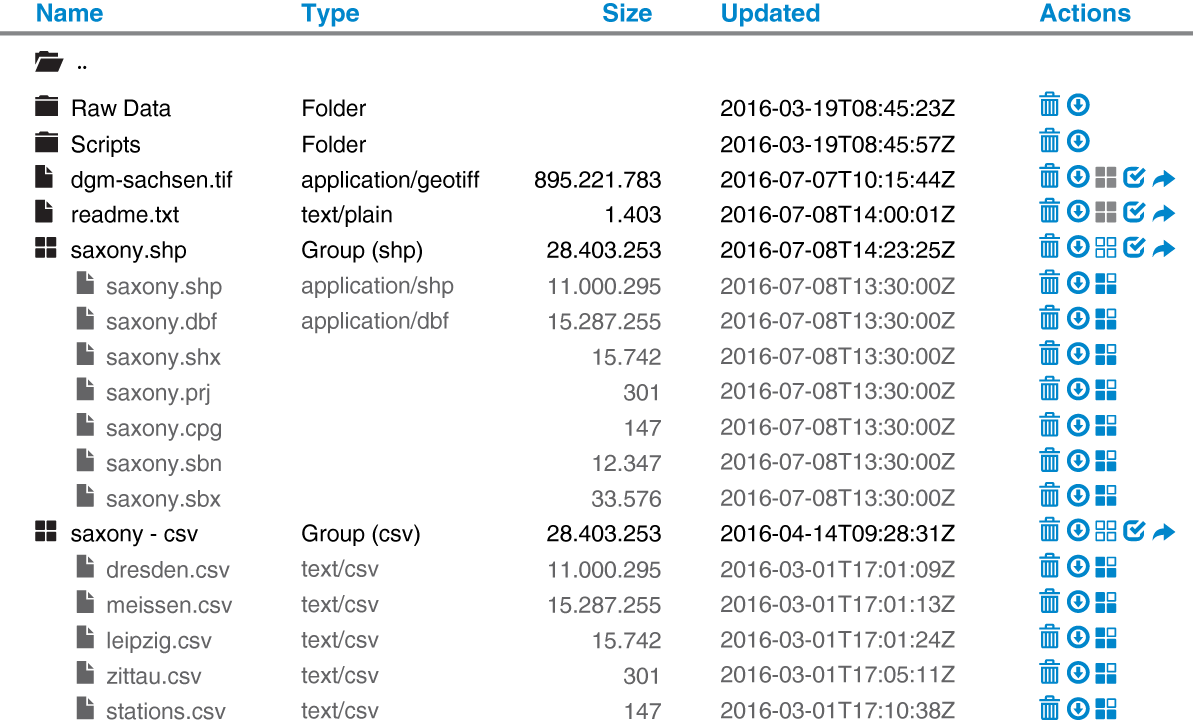 Name Type Size Updated Actions
..
Raw Data Folder 2016-03-19T08:45:23Z
Scripts Folder 2016-03-19T08:45:57Z
dgm-sachsen.tif application/geotiff 895.221.783 2016-07-07T10:15:44Z
readme.txt text/plain 1.403 2016-07-08T14:00:01Z
saxony.shp Group (shp) 28.403.253 2016-07-08T14:23:25Z
saxony.shp application/shp 11.000.295 2016-07-08T13:30:00Z
saxony.dbf application/dbf 15.287.255 2016-07-08T13:30:00Z
saxony.shx 15.742 2016-07-08T13:30:00Z
saxony.prj 301 2016-07-08T13:30:00Z
saxony.cpg 147 2016-07-08T13:30:00Z
saxony.sbn 12.347 2016-07-08T13:30:00Z
saxony.sbx 33.576 2016-07-08T13:30:00Z
saxony - csv Group (csv) 28.403.253 2016-04-14T09:28:31Z
dresden.csv text/csv 11.000.295 2016-03-01T17:01:09Z
meissen.csv text/csv 15.287.255 2016-03-01T17:01:13Z
leipzig.csv text/csv 15.742 2016-03-01T17:01:24Z
zittau.csv text/csv 301 2016-03-01T17:05:11Z
stations.csv text/csv 147 2016-03-01T17:10:38Z